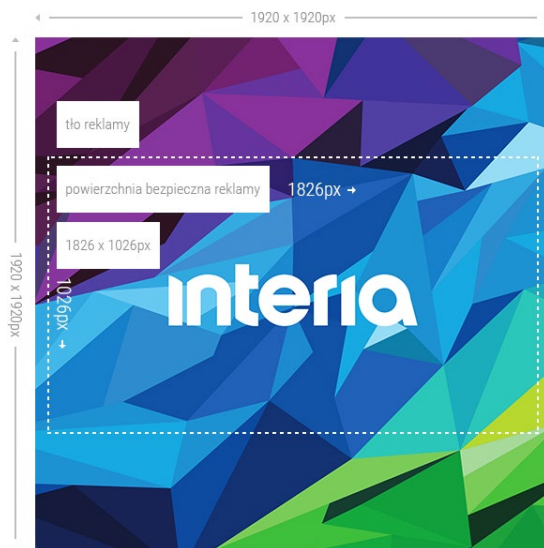 1920 x 1920px
tło reklamy
powierzchnia bezpieczna reklamy
1826px
1826 x 1026px
1026px
interia
1920 x 1920px